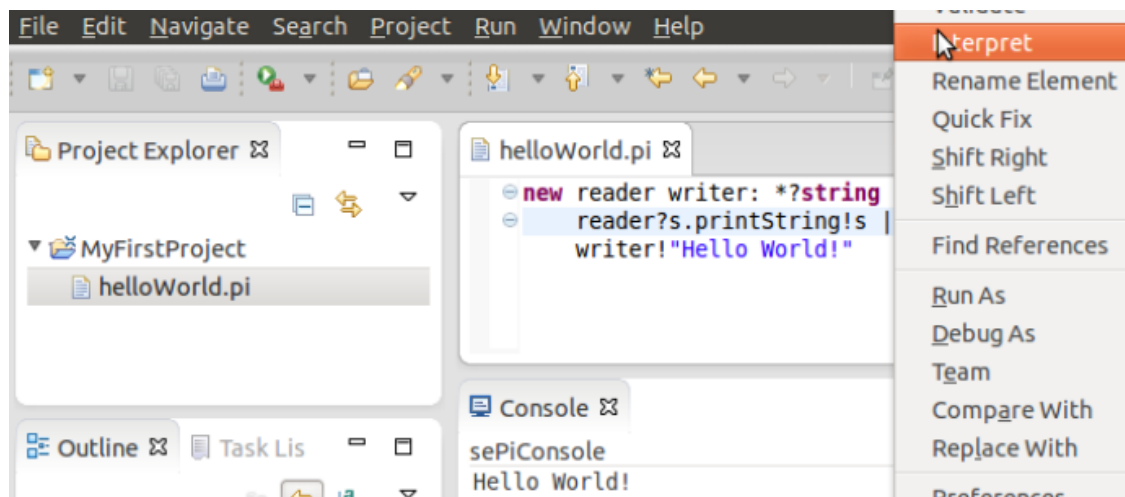 File Edit Navigate Search Project Run Window Help
Validate
Interpret
Rename Element
Quick Fix
Shift Right
Shift Left
Find References
Run As
Debug As
Team
Compare With
Replace With
Preferences
Project Explorer
MyFirstProject
helloWorld.pi
helloWorld.pi
new reader writer: *?string
reader?s.printString!s |
writer!"Hello World!"
Outline Task Lis
Console
sePiConsole
Hello World!